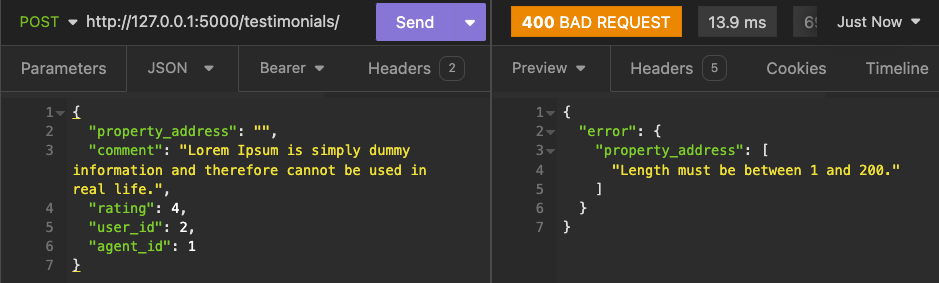 POST http://127.0.0.1:5000/testimonials/ Send
Parameters JSON Bearer Headers 2
1 {
2 "property_address": "",
3 "comment": "Lorem Ipsum is simply dummy
information and therefore cannot be used in
real life.",
4 "rating": 4,
5 "user_id": 2,
6 "agent_id": 1
7 }
400 BAD REQUEST 13.9 ms Just Now
Preview Headers 5 Cookies Timeline
1 {
2 "error": {
3 "property_address": [
4 "Length must be between 1 and 200."
5 ]
6 }
7 }